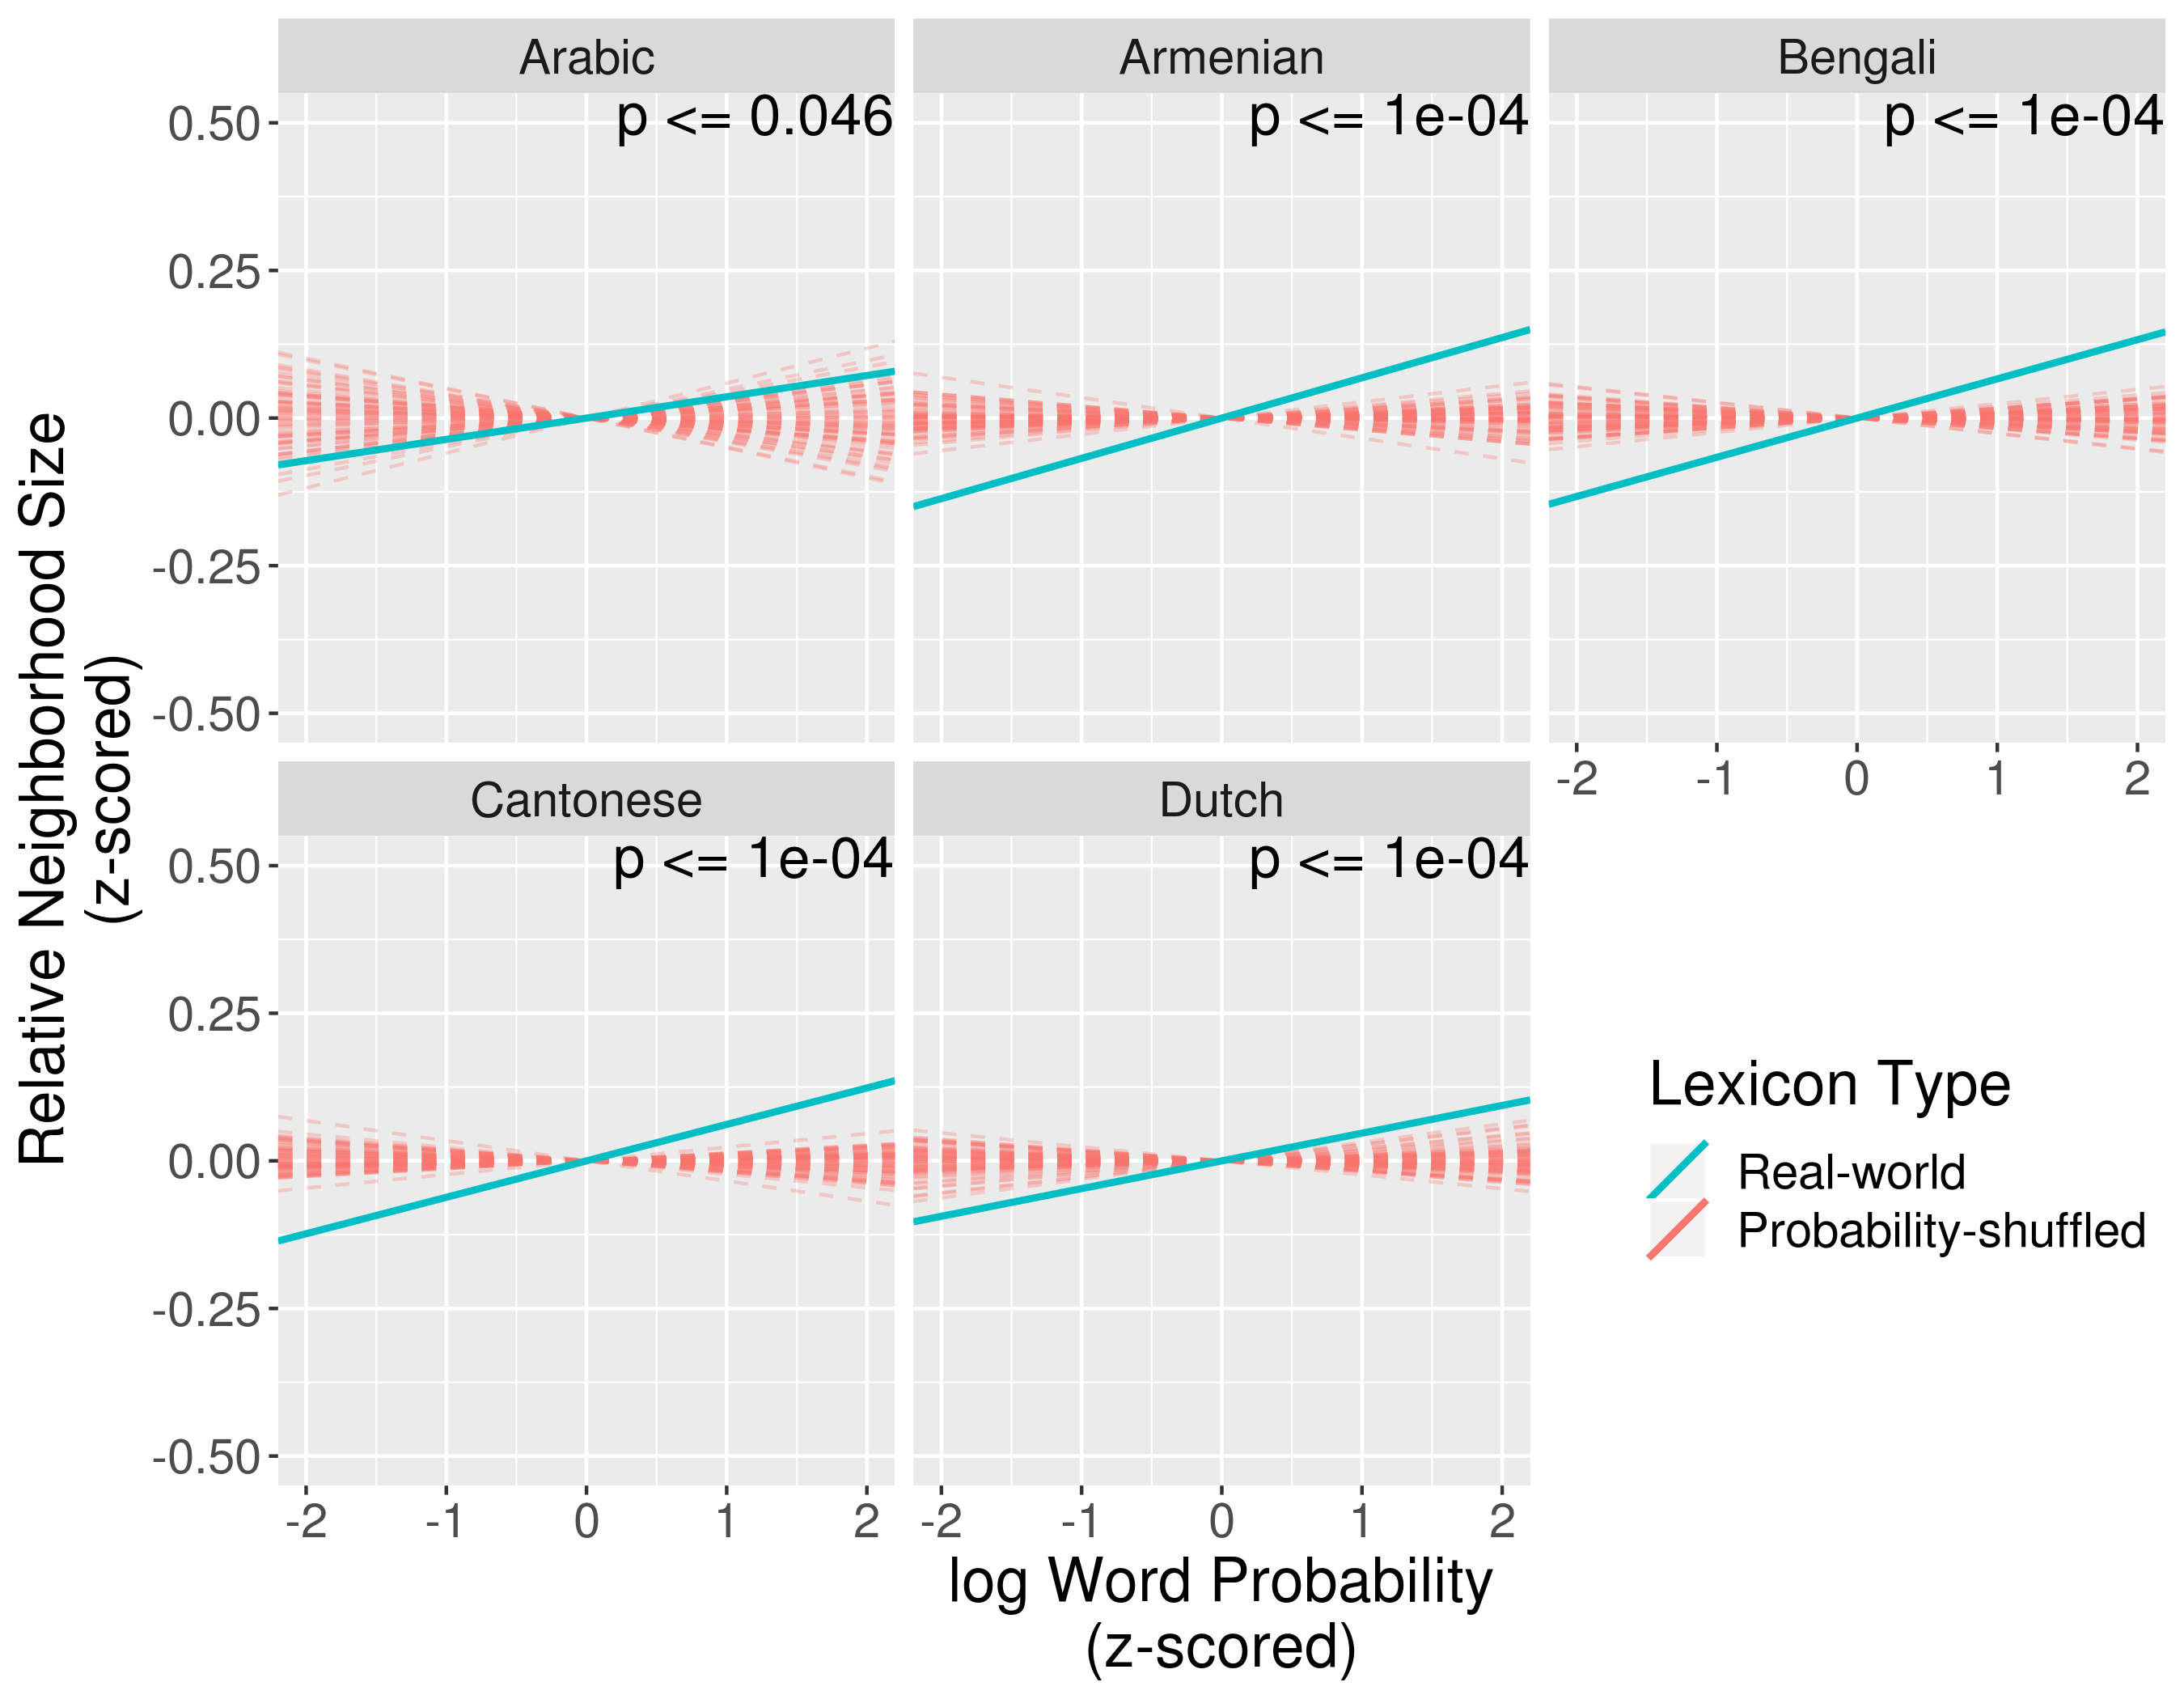 Arabic
Armenian
Bengali
p <= 0.046
p <= 1e-04
p <= 1e-04
0.50
0.25
0.00
-0.25
-0.50
-2
-1
0
1
2
Cantonese
Dutch
p <= 1e-04
p <= 1e-04
0.50
0.25
0.00
-0.25
-0.50
-2
-1
0
1
2
-2
-1
0
1
2
Relative Neighborhood Size
(z-scored)
log Word Probability
(z-scored)
Lexicon Type
Real-world
Probability-shuffled